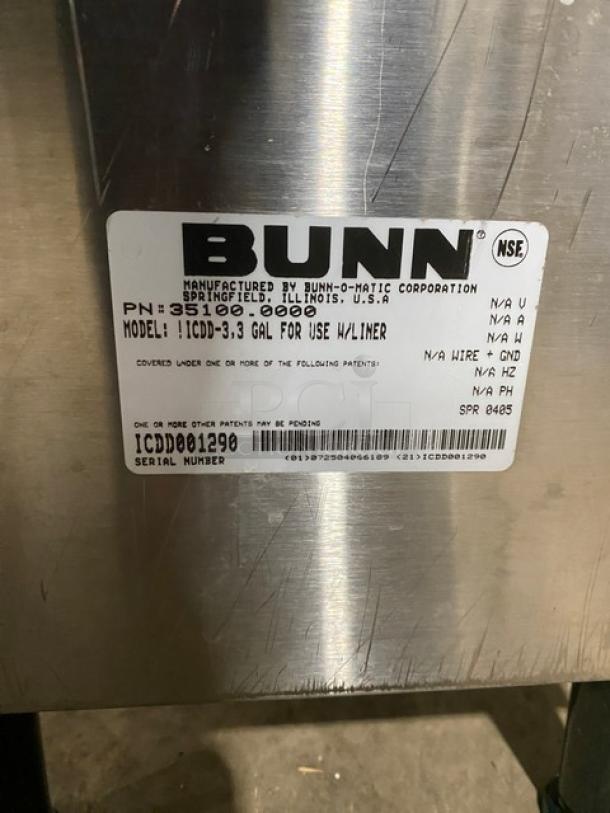 BUNN®
NSF®
MANUFACTURED BY BUNN-O-MATIC CORPORATION
SPRINGFIELD, ILLINOIS, U.S.A
PN:35100.0000
MODEL: !ICDD-3,3 GAL FOR USE W/LINER
N/A V
N/A A
N/A W
N/A WIRE + GND
N/A HZ
N/A PH
SPR 0405
COVERED UNDER ONE OR MORE OF THE FOLLOWING PATENTS:
PCI
ONE OR MORE OTHER PATENTS MAY BE PENDING
ICDD001290
SERIAL NUMBER
(01)072504066189 (21)ICDD001290